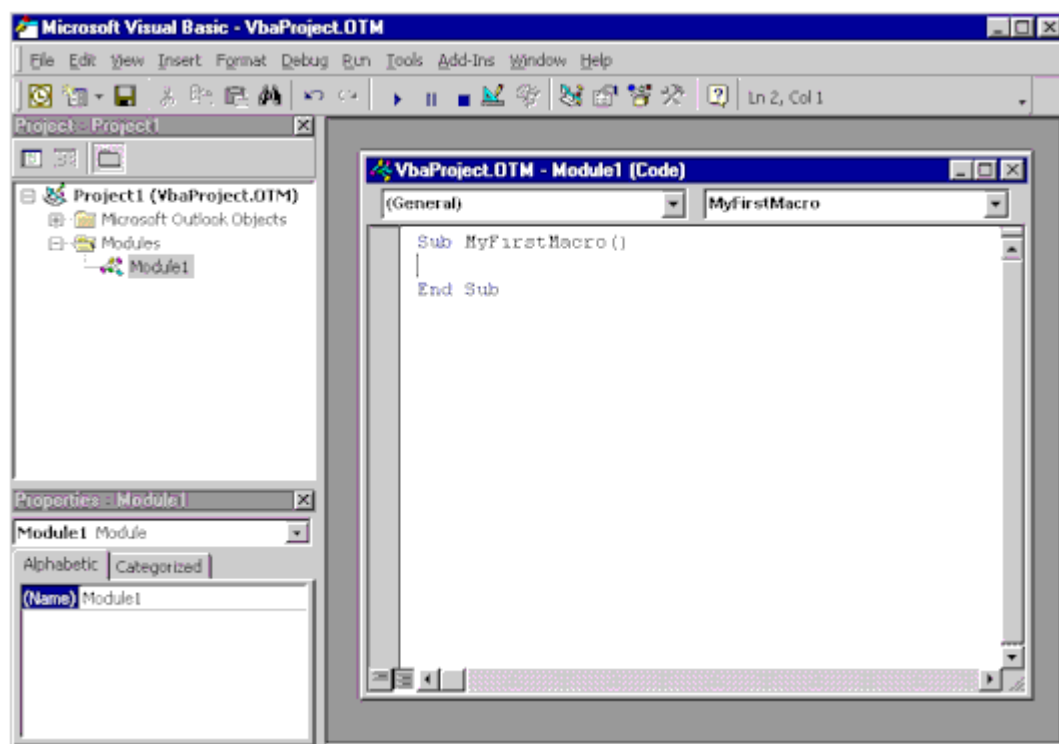 Microsoft Visual Basic - VbaProject.OTM
File Edit View Insert Format Debug Run Tools Add-Ins Window Help
Ln 2, Col 1
Project - Project1
Project1 (VbaProject.OTM)
Microsoft Outlook Objects
Modules
Module1
Properties - Module1
Module1 Module
Alphabetic Categorized
(Name) Module1
VbaProject.OTM - Module1 (Code)
(General) MyFirstMacro
Sub MyFirstMacro()
End Sub